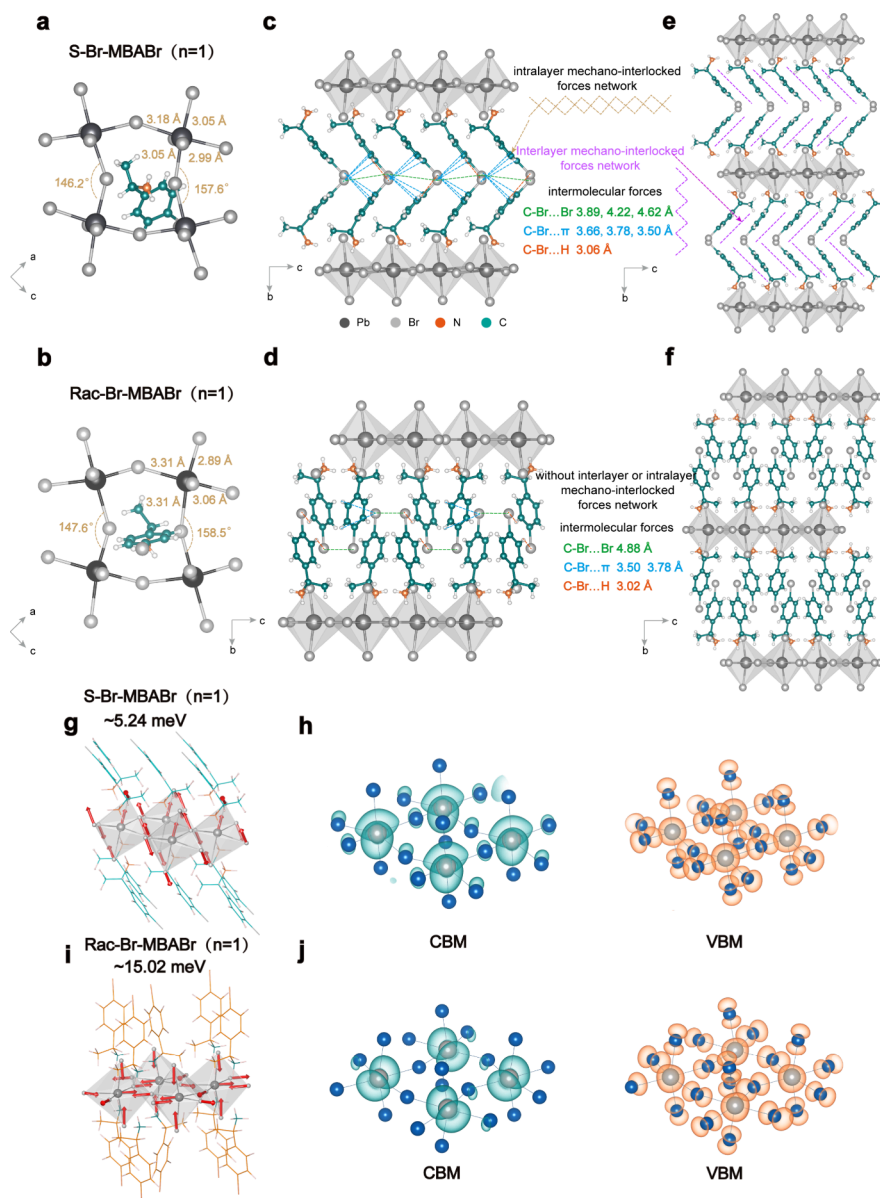 a
S-Br-MBABr (n=1)
3.18 Å
3.05 Å
3.05 Å
2.99 Å
146.2°
157.6°
a
c
c
intralayer mechano-interlocked
forces network
Interlayer mechano-interlocked
forces network
intermolecular forces
C-Br...Br 3.89, 4.22, 4.62 Å
C-Br...π 3.66, 3.78, 3.50 Å
C-Br...H 3.06 Å
c
b
Pb
Br
N
C
e
c
b
b
Rac-Br-MBABr (n=1)
3.31 Å
2.89 Å
3.31 Å
3.06 Å
147.6°
158.5°
a
c
d
without interlayer or intralayer
mechano-interlocked
forces network
intermolecular forces
C-Br...Br 4.88 Å
C-Br...π 3.50 3.78 Å
C-Br...H 3.02 Å
c
b
f
c
b
S-Br-MBABr (n=1)
g
~5.24 meV
h
CBM
VBM
Rac-Br-MBABr (n=1)
i
~15.02 meV
j
CBM
VBM